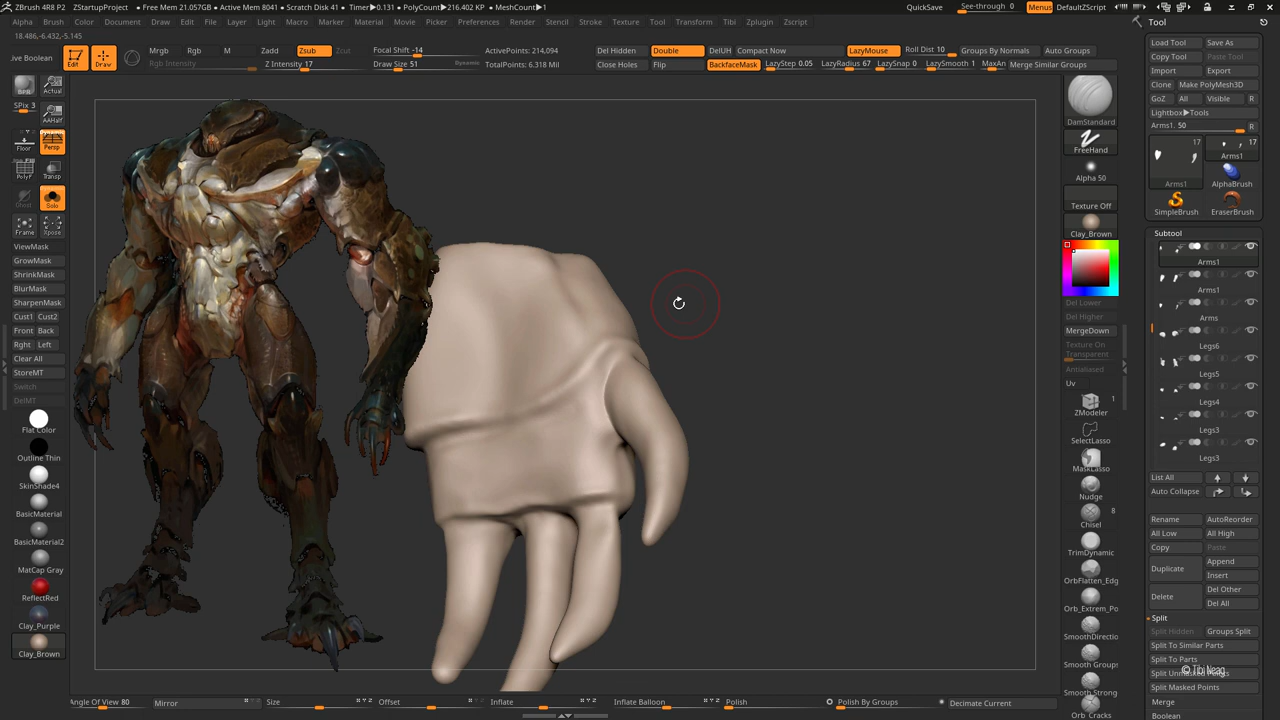 ZBrush 4R8 P2 ZStartupProject • Free Mem 21.057GB • Active Mem 8041 • Scratch Disk 41 • Timer▶0.131 • PolyCount▶216.402 KP • MeshCount▶1 QuickSave See-through 0 Menus DefaultZScript
Alpha Brush Color Document Draw Edit File Layer Light Macro Marker Material Movie Picker Preferences Render Stencil Stroke Texture Tool Transform Tibi Zplugin Zscript
18.486,-6.432,-5.145
ive Boolean Edit Draw
Mrgb Rgb M Zadd Zsub Zcut Focal Shift -14 ActivePoints: 214,094
Rgb Intensity Z Intensity 17 Draw Size 51 Dynamic TotalPoints: 6,318 Mil
Del Hidden Double DelUH Compact Now LazyMouse Roll Dist 10 Groups By Normals Auto Groups
Close Holes Flip BackfaceMask LazyStep 0.05 LazyRadius 67 LazySnap 0 LazySmooth 1 MaxAn Merge Similar Groups
BPR Actual
SPix 3 AAHalf
Floor Persp
PolyF Transp
Ghost Solo
Frame Xpose
ViewMask
GrowMask
ShrinkMask
BlurMask
SharpenMask
Cust1 Cust2
Front Back
Rght Left
Clear All
StoreMT
Switch
DelMT
Flat Color
Outline Thin
SkinShade4
BasicMaterial
BasicMaterial2
MatCap Gray
ReflectRed
Clay_Purple
Clay_Brown
DamStandard
FreeHand
Alpha 50
Texture Off
Clay_Brown
Del Lower
Del Higher
MergeDown
Texture On
Transparent
Antialiased
Uv
1
ZModeler
SelectLasso
MaskLasso
Nudge
8
Chisel
TrimDynamic
OrbFlatten_Edg
Orb_Extrem_Po
SmoothDirectio
Smooth Groups
Smooth Strong
Orb_Cracks
Tool
Load Tool Save As
Copy Tool Paste Tool
Import Export
Clone Make PolyMesh3D
GoZ All Visible R
Lightbox▶Tools
Arms1. 50 R
17 17
Arms1
Arms1 AlphaBrush
SimpleBrush EraserBrush
Subtool
Arms1
Arms1
Arms
Legs6
Legs5
Legs4
Legs3
Legs3
List All
Auto Collapse
Rename AutoReorder
All Low All High
Copy Paste
Duplicate Append
Insert
Delete Del Other
Del All
Split
Split Hidden Groups Split
Split To Similar Parts
Split To Parts
© Tibi Neag
Split Masked Points
Merge
Boolean
Angle Of View 80 Mirror Size Offset Inflate Inflate Balloon Polish Polish By Groups Decimate Current